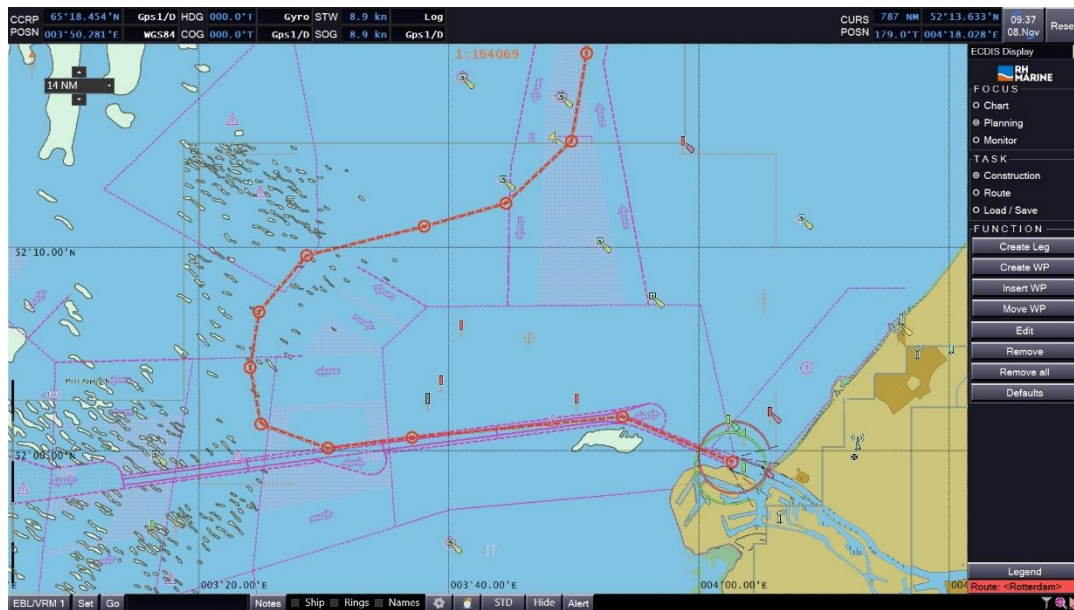 CCRP 65°18.454'N Gps1/D HDG 000.0°T Gyro STW 8.9 kn Log
POSN 003°50.281'E WGS84 COG 000.0°T Gps1/D SOG 8.9 kn Gps1/D
CURS 787 NM 52°13.633'N
POSN 179.0°T 004°18.028'E
09:37
08.Nov
Rese
1:164069
14 NM
ECDIS Display
RH
MARINE
FOCUS
Chart
Planning
Monitor
TASK
Construction
Route
Load / Save
FUNCTION
Create Leg
Create WP
Insert WP
Move WP
Edit
Remove
Remove all
Defaults
52°10.00'N
52°00.00'N
003°20.00'E
003°40.00'E
004°00.00'E
004
Legend
Route: <Rotterdam>
EBL/VRM 1 Set Go Notes Ship Rings Names STD Hide Alert